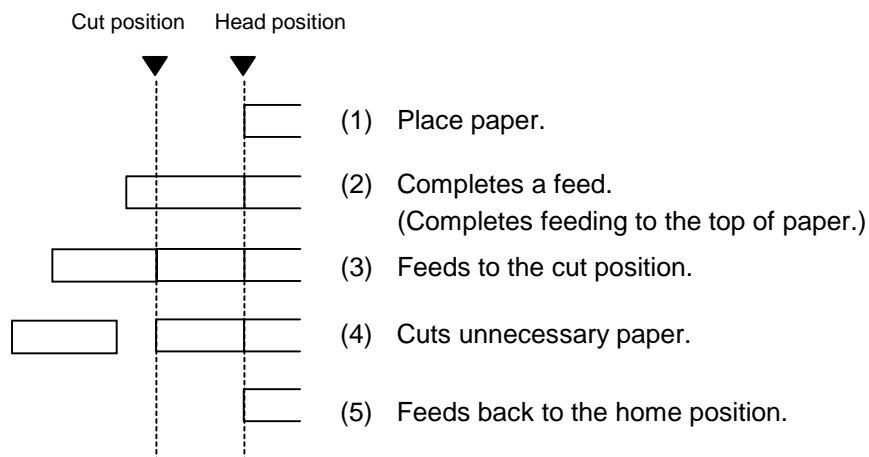 Cut position Head position
(1) Place paper.
(2) Completes a feed.
(Completes feeding to the top of paper.)
(3) Feeds to the cut position.
(4) Cuts unnecessary paper.
(5) Feeds back to the home position.